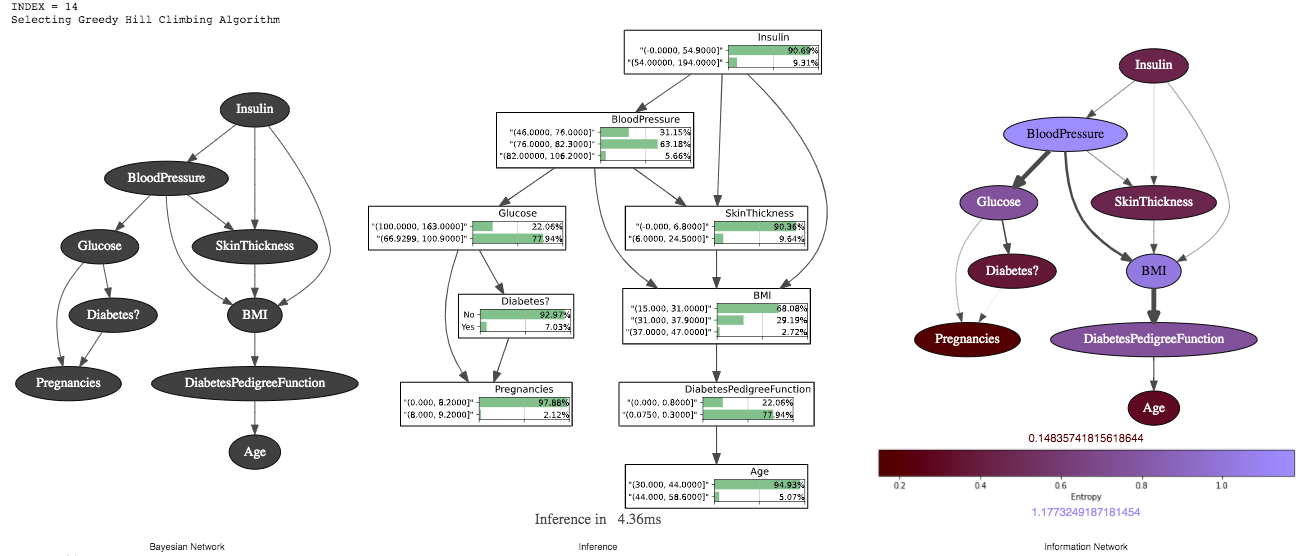 INDEX = 14
Selecting Greedy Hill Climbing Algorithm
Insulin
BloodPressure
Glucose
SkinThickness
Diabetes?
BMI
Pregnancies
DiabetesPedigreeFunction
Age
Bayesian Network
Insulin
"(-0.0000, 54.9000]" 90.69%
"(54.00000, 194.0000]" 9.31%
BloodPressure
"(46.0000, 76.0000]" 31.15%
"(76.0000, 82.3000]" 63.18%
"(82.00000, 106.2000]" 5.66%
Glucose
"(100.0000, 163.0000]" 22.06%
"(66.9299, 100.9000]" 77.94%
SkinThickness
"(-0.000, 6.8000]" 90.36%
"(6.0000, 24.5000]" 9.64%
Diabetes?
No 92.97%
Yes 7.03%
BMI
"(15.000, 31.0000]" 68.08%
"(31.000, 37.9000]" 29.19%
"(37.0000, 47.0000]" 2.72%
Pregnancies
"(0.000, 8.2000]" 97.88%
"(8.000, 9.2000]" 2.12%
DiabetesPedigreeFunction
"(0.000, 0.8000]" 22.06%
"(0.0750, 0.3000]" 77.94%
Age
"(30.000, 44.0000]" 94.93%
"(44.000, 58.6000]" 5.07%
Inference in 4.36ms
Inference
Insulin
BloodPressure
Glucose
SkinThickness
Diabetes?
BMI
Pregnancies
DiabetesPedigreeFunction
Age
0.14835741815618644
0.2 0.4 0.6 0.8 1.0
Entropy
1.1773249187181454
Information Network